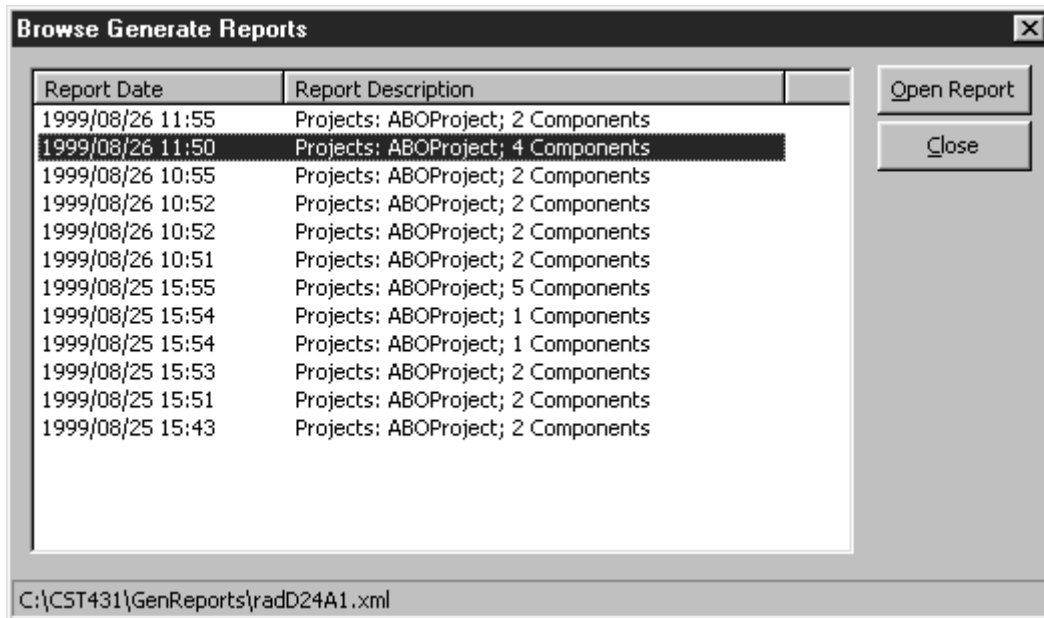 Browse Generate Reports
Report Date Report Description
Open Report
1999/08/26 11:55 Projects: ABOProject; 2 Components
1999/08/26 11:50 Projects: ABOProject; 4 Components
Close
1999/08/26 10:55 Projects: ABOProject; 2 Components
1999/08/26 10:52 Projects: ABOProject; 2 Components
1999/08/26 10:52 Projects: ABOProject; 2 Components
1999/08/26 10:51 Projects: ABOProject; 2 Components
1999/08/25 15:55 Projects: ABOProject; 5 Components
1999/08/25 15:54 Projects: ABOProject; 1 Components
1999/08/25 15:54 Projects: ABOProject; 1 Components
1999/08/25 15:53 Projects: ABOProject; 2 Components
1999/08/25 15:51 Projects: ABOProject; 2 Components
1999/08/25 15:43 Projects: ABOProject; 2 Components
C:\CST431\GenReports\radD24A1.xml